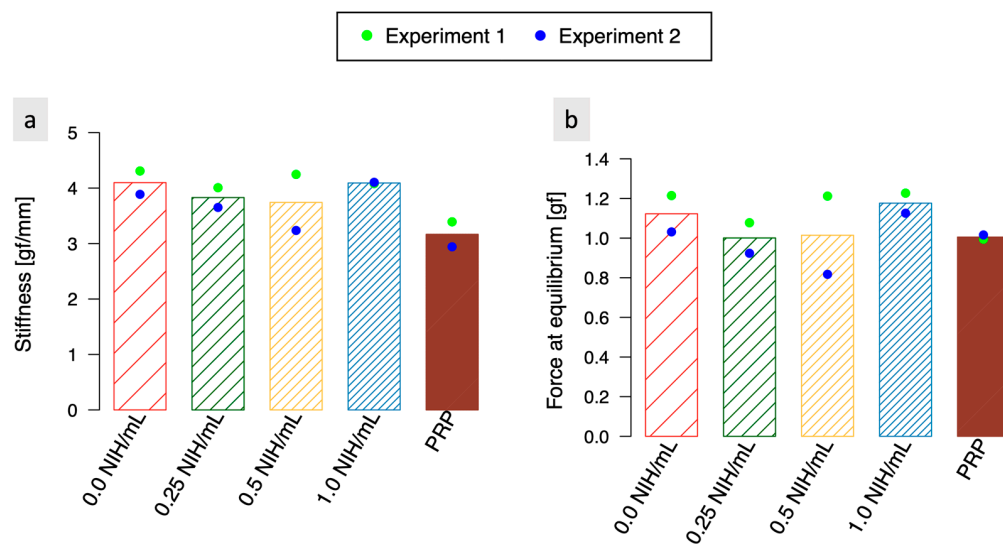 Experiment 1 Experiment 2
a
Stiffness [gf/mm]
5
4
3
2
1
0
0.0 NIH/mL
0.25 NIH/mL
0.5 NIH/mL
1.0 NIH/mL
PRP
b
Force at equilibrium [gf]
1.4
1.2
1.0
0.8
0.6
0.4
0.2
0.0
0.0 NIH/mL
0.25 NIH/mL
0.5 NIH/mL
1.0 NIH/mL
PRP